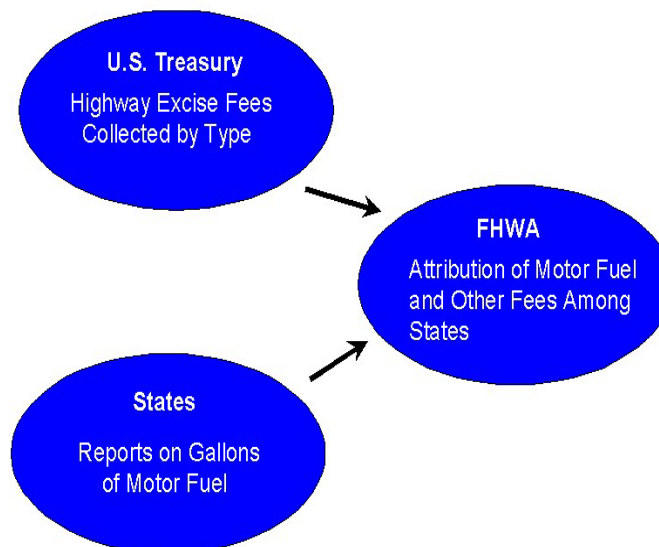 U.S. Treasury
Highway Excise Fees
Collected by Type
FHWA
Attribution of Motor Fuel
and Other Fees Among
States
States
Reports on Gallons
of Motor Fuel